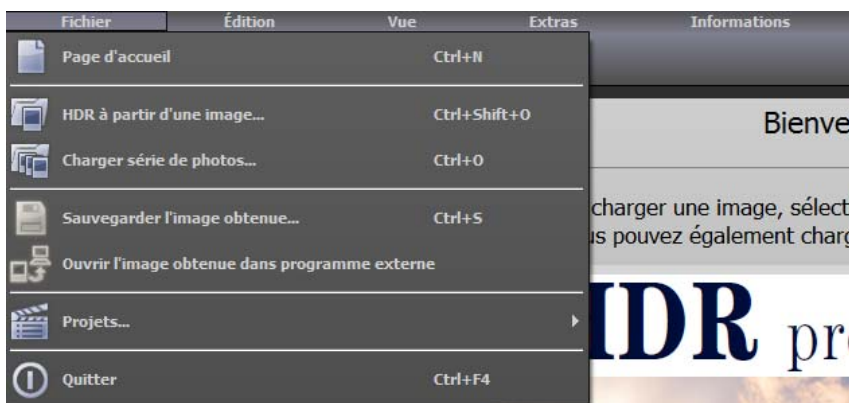 Fichier Édition Vue Extras Informations
Page d'accueil Ctrl+N
HDR à partir d'une image... Ctrl+Shift+O
Bienve
Charger série de photos... Ctrl+O
Sauvegarder l'image obtenue... Ctrl+S
charger une image, sélect
us pouvez également charg
Ouvrir l'image obtenue dans programme externe
Projets...
HDR pro
Quitter Ctrl+F4